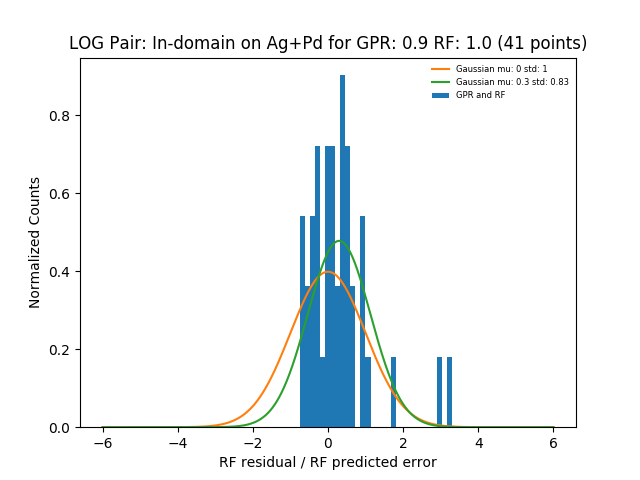 LOG Pair: In-domain on Ag+Pd for GPR: 0.9 RF: 1.0 (41 points)
Gaussian mu: 0 std: 1
Gaussian mu: 0.3 std: 0.83
GPR and RF
Normalized Counts
0.8
0.6
0.4
0.2
0.0
−6 −4 −2 0 2 4 6
RF residual / RF predicted error